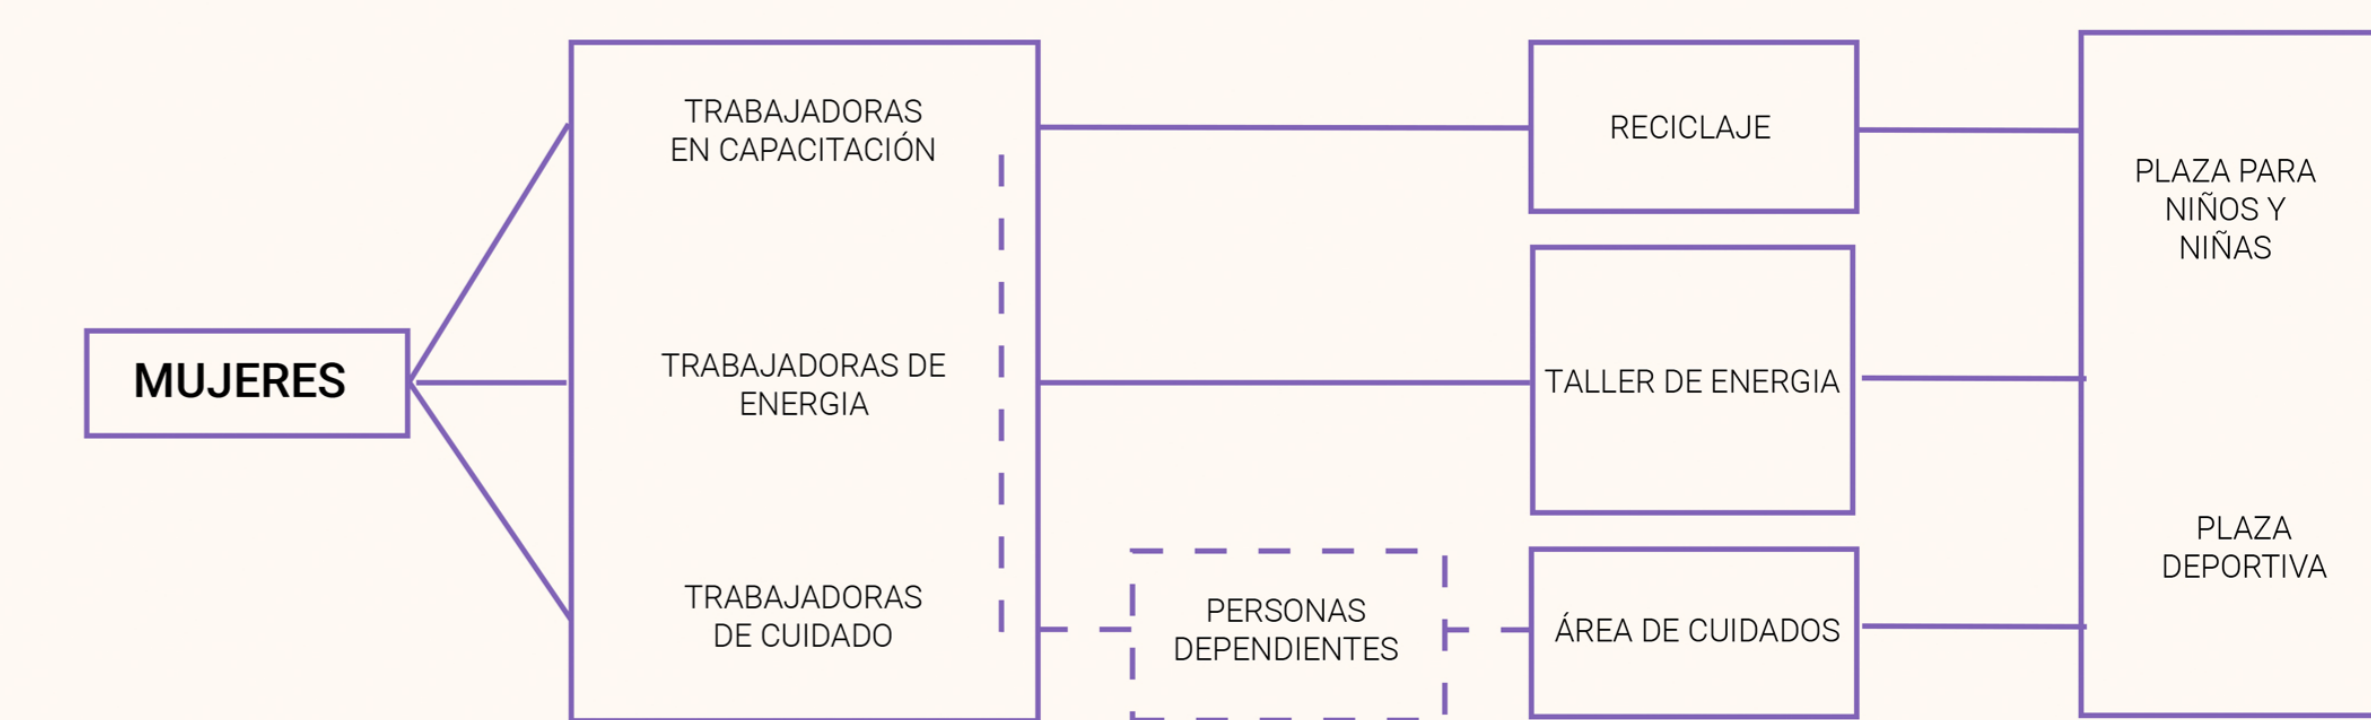 MUJERES
TRABAJADORAS
EN CAPACITACIÓN
TRABAJADORAS DE
ENERGIA
TRABAJADORAS
DE CUIDADO
PERSONAS
DEPENDIENTES
RECICLAJE
TALLER DE ENERGIA
ÁREA DE CUIDADOS
PLAZA PARA
NIÑOS Y
NIÑAS
PLAZA
DEPORTIVA